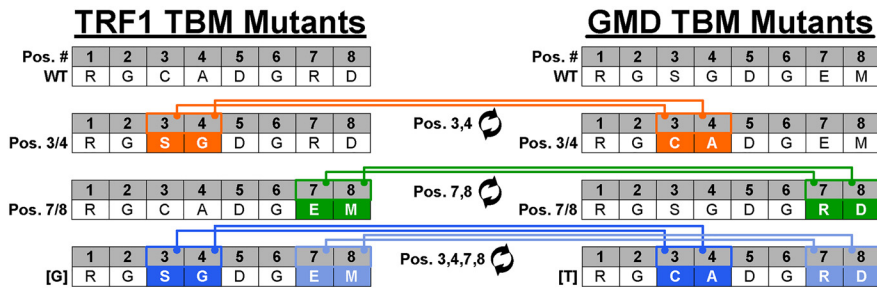 TRF1 TBM Mutants GMD TBM Mutants
Pos. # 1 2 3 4 5 6 7 8 Pos. # 1 2 3 4 5 6 7 8
WT R G C A D G R D WT R G S G D G E M
1 2 3 4 5 6 7 8 Pos. 3,4 1 2 3 4 5 6 7 8
Pos. 3/4 R G S G D G R D Pos. 3/4 R G C A D G E M
1 2 3 4 5 6 7 8 Pos. 7,8 1 2 3 4 5 6 7 8
Pos. 7/8 R G C A D G E M Pos. 7/8 R G S G D G R D
1 2 3 4 5 6 7 8 Pos. 3,4,7,8 1 2 3 4 5 6 7 8
[G] R G S G D G E M [T] R G C A D G R D